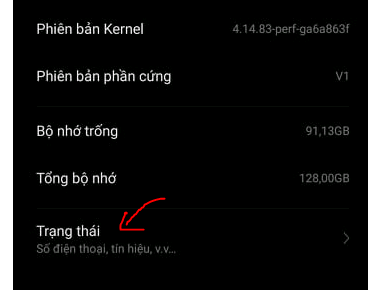 Phiên bản Kernel 4.14.83-perf-ga6a863f
Phiên bản phần cứng V1
Bộ nhớ trống 91,13GB
Tổng bộ nhớ 128,00GB
Trạng thái
Số điện thoại, tín hiệu, v.v...